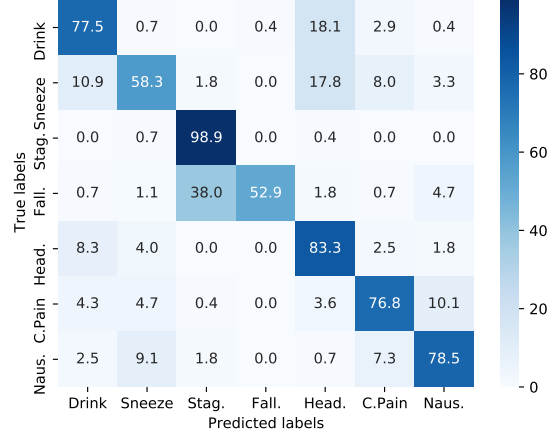 Drink 77.5 0.7 0.0 0.4 18.1 2.9 0.4
Sneeze 10.9 58.3 1.8 0.0 17.8 8.0 3.3
Stag. 0.0 0.7 98.9 0.0 0.4 0.0 0.0
Fall. 0.7 1.1 38.0 52.9 1.8 0.7 4.7
Head. 8.3 4.0 0.0 0.0 83.3 2.5 1.8
C.Pain 4.3 4.7 0.4 0.0 3.6 76.8 10.1
Naus. 2.5 9.1 1.8 0.0 0.7 7.3 78.5
Drink Sneeze Stag. Fall. Head. C.Pain Naus.
Predicted labels
True labels
80
60
40
20
0